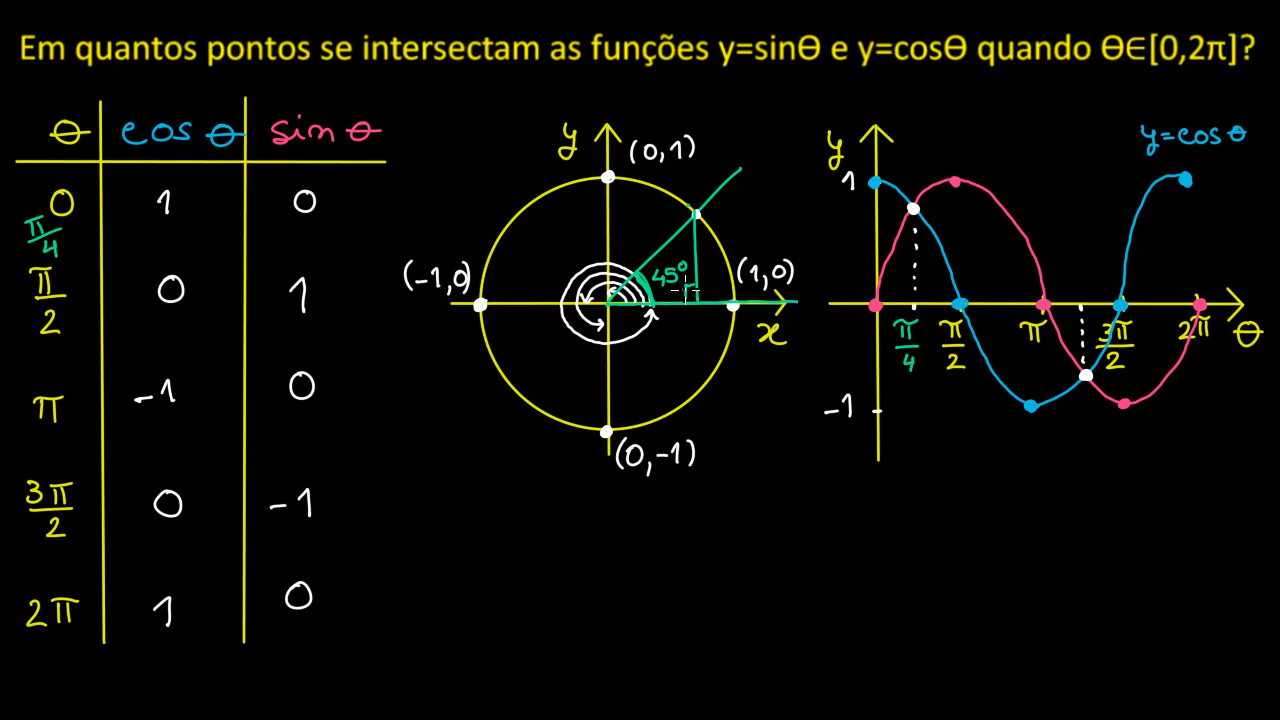 Em quantos pontos se intersectam as funções y=sinΘ e y=cosΘ quando Θ∈[0,2π]?
θ cos θ sin θ
0 1 0
π/4
π/2 0 1
π -1 0
3π/2 0 -1
2π 1 0
y (0,1)
(-1,0) 45° (1,0)
x
(0,-1)
y y=cos θ
1
π/4 π/2 π 3π/2 2π θ
-1